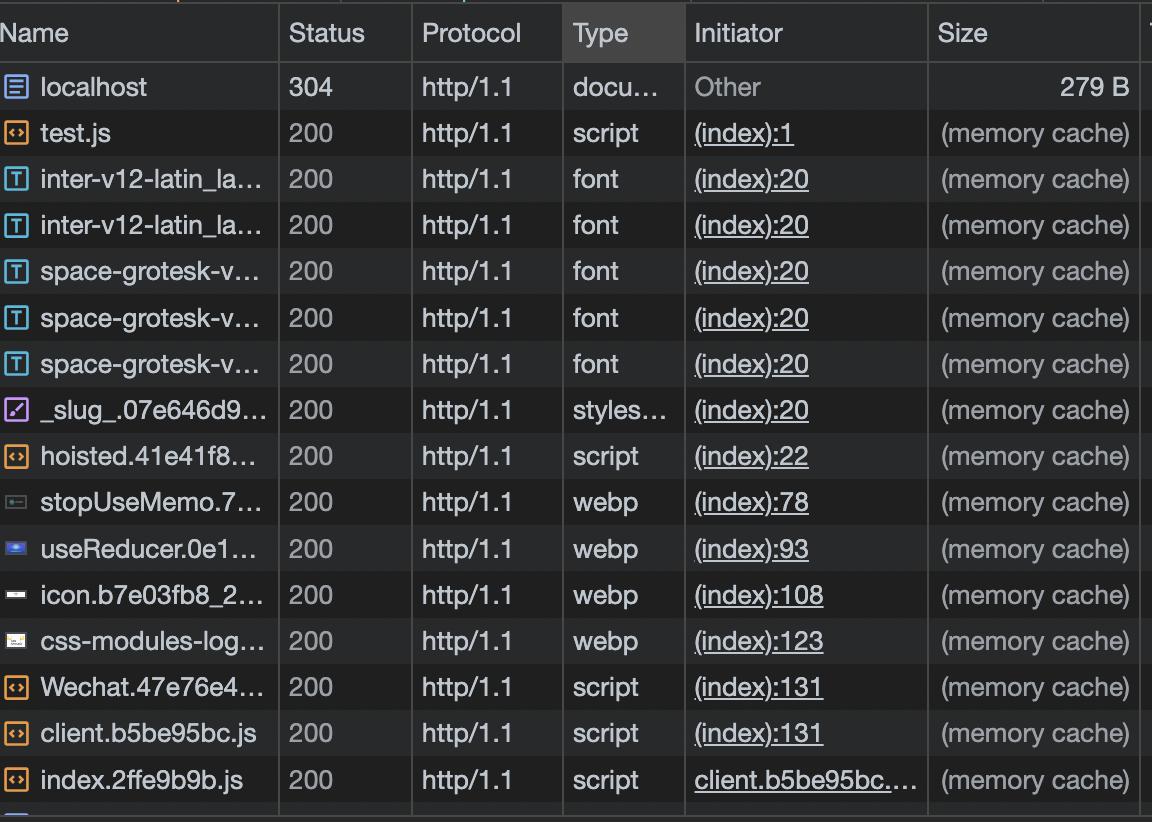 Name Status Protocol Type Initiator Size
localhost 304 http/1.1 docu... Other 279 B
test.js 200 http/1.1 script (index):1 (memory cache)
inter-v12-latin_la... 200 http/1.1 font (index):20 (memory cache)
inter-v12-latin_la... 200 http/1.1 font (index):20 (memory cache)
space-grotesk-v... 200 http/1.1 font (index):20 (memory cache)
space-grotesk-v... 200 http/1.1 font (index):20 (memory cache)
space-grotesk-v... 200 http/1.1 font (index):20 (memory cache)
_slug_.07e646d9... 200 http/1.1 styles... (index):20 (memory cache)
hoisted.41e41f8... 200 http/1.1 script (index):22 (memory cache)
stopUseMemo.7... 200 http/1.1 webp (index):78 (memory cache)
useReducer.0e1... 200 http/1.1 webp (index):93 (memory cache)
icon.b7e03fb8_2... 200 http/1.1 webp (index):108 (memory cache)
css-modules-log... 200 http/1.1 webp (index):123 (memory cache)
Wechat.47e76e4... 200 http/1.1 script (index):131 (memory cache)
client.b5be95bc.js 200 http/1.1 script (index):131 (memory cache)
index.2ffe9b9b.js 200 http/1.1 script client.b5be95bc.... (memory cache)